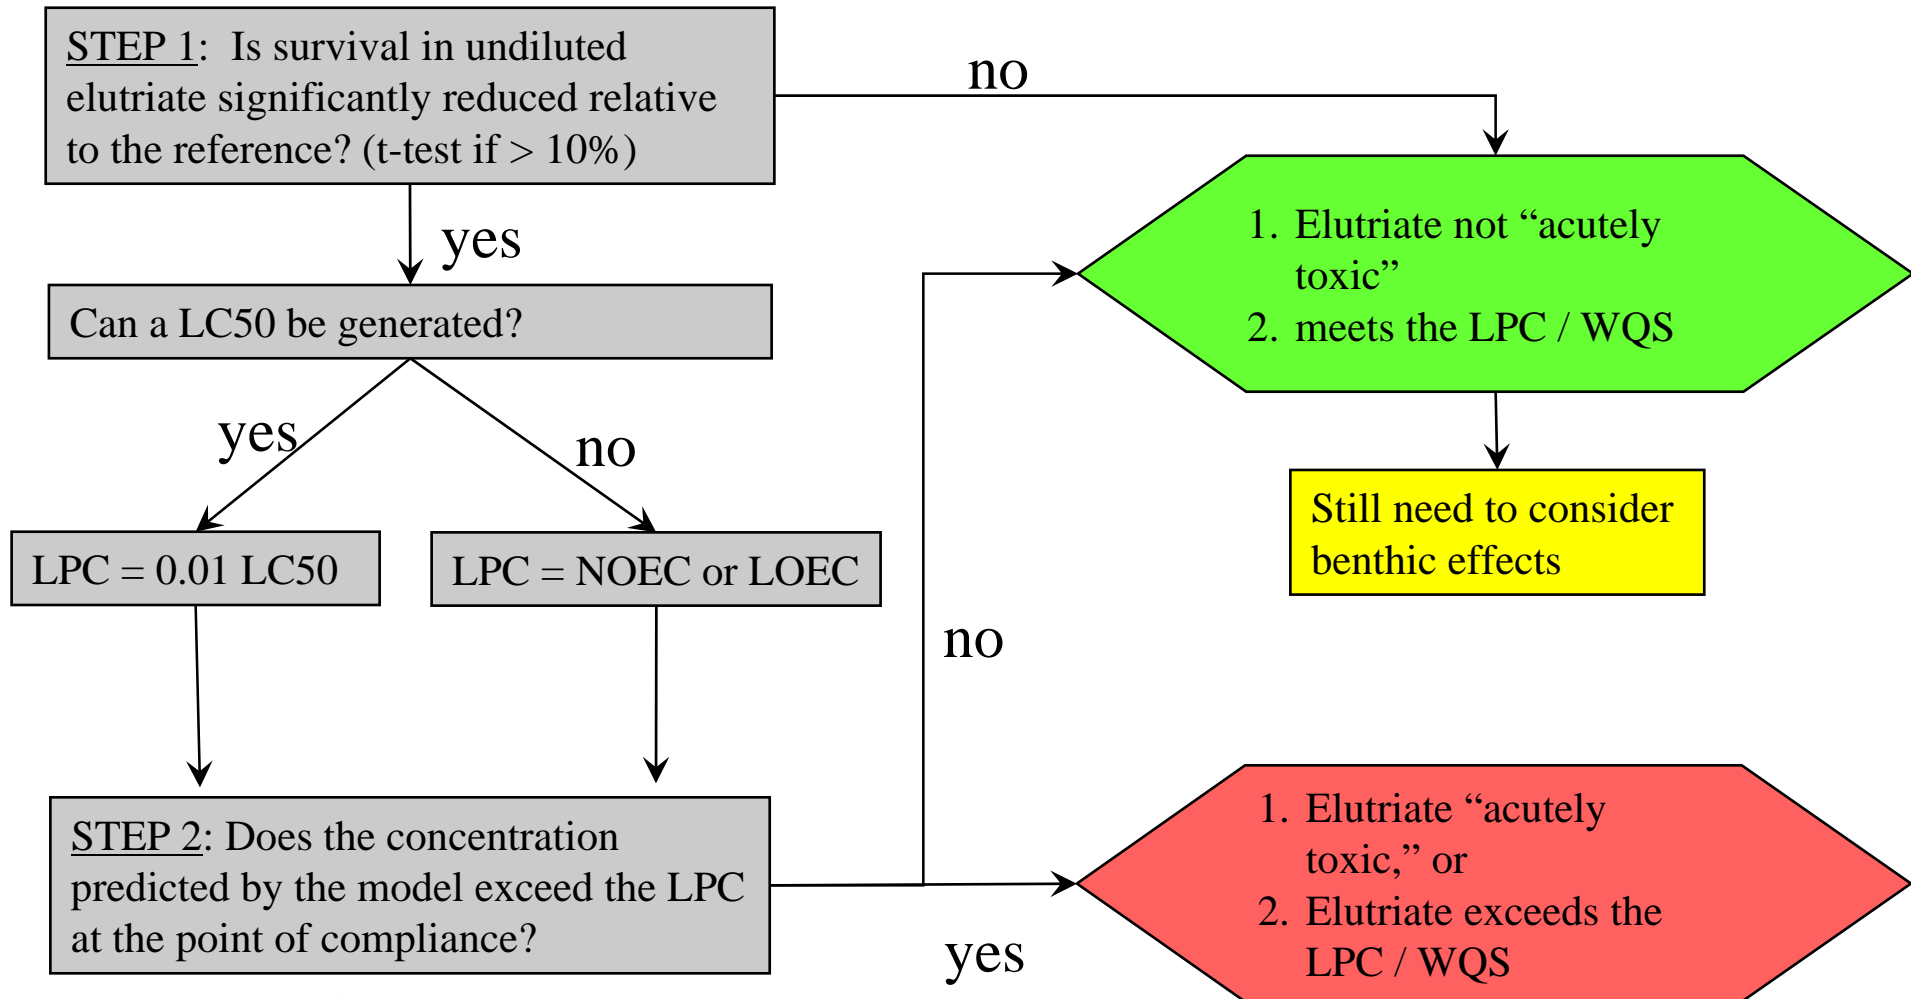 STEP 1: Is survival in undiluted
elutriate significantly reduced relative
to the reference? (t-test if > 10%)
no
yes
1. Elutriate not “acutely
toxic”
2. meets the LPC / WQS
Can a LC50 be generated?
yes
no
Still need to consider
benthic effects
LPC = 0.01 LC50
LPC = NOEC or LOEC
no
STEP 2: Does the concentration
predicted by the model exceed the LPC
at the point of compliance?
yes
1. Elutriate “acutely
toxic,” or
2. Elutriate exceeds the
LPC / WQS